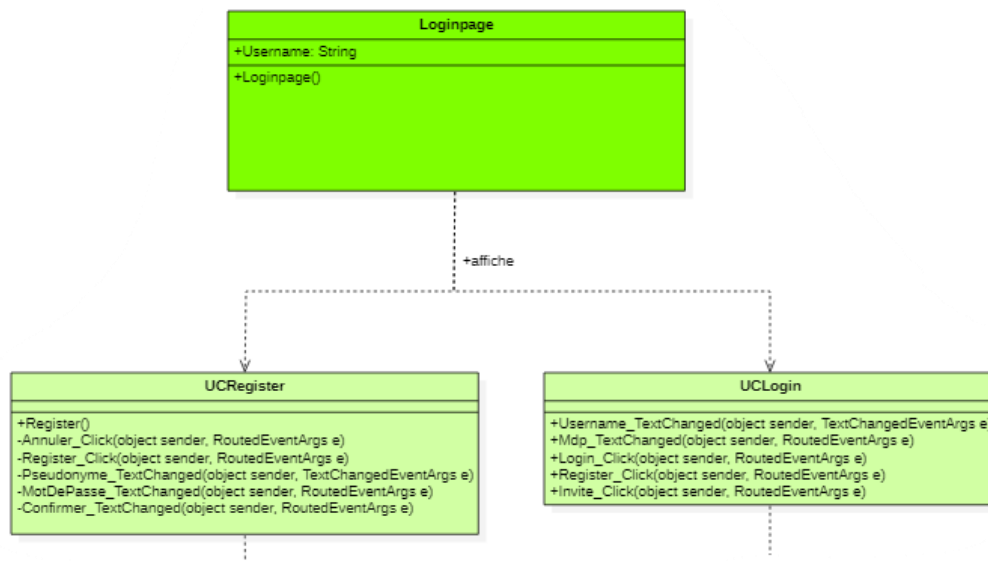 Loginpage
+Username: String
+Loginpage()
+affiche
UCRegister
+Register()
-Annuler_Click(object sender, RoutedEventArgs e)
-Register_Click(object sender, RoutedEventArgs e)
-Pseudonyme_TextChanged(object sender, TextChangedEventArgs e)
-MotDePasse_TextChanged(object sender, RoutedEventArgs e)
-Confirmer_TextChanged(object sender, RoutedEventArgs e)
UCLogin
+Username_TextChanged(object sender, TextChangedEventArgs e
+Mdp_TextChanged(object sender, RoutedEventArgs e)
+Login_Click(object sender, RoutedEventArgs e)
+Register_Click(object sender, RoutedEventArgs e)
+Invite_Click(object sender, RoutedEventArgs e)